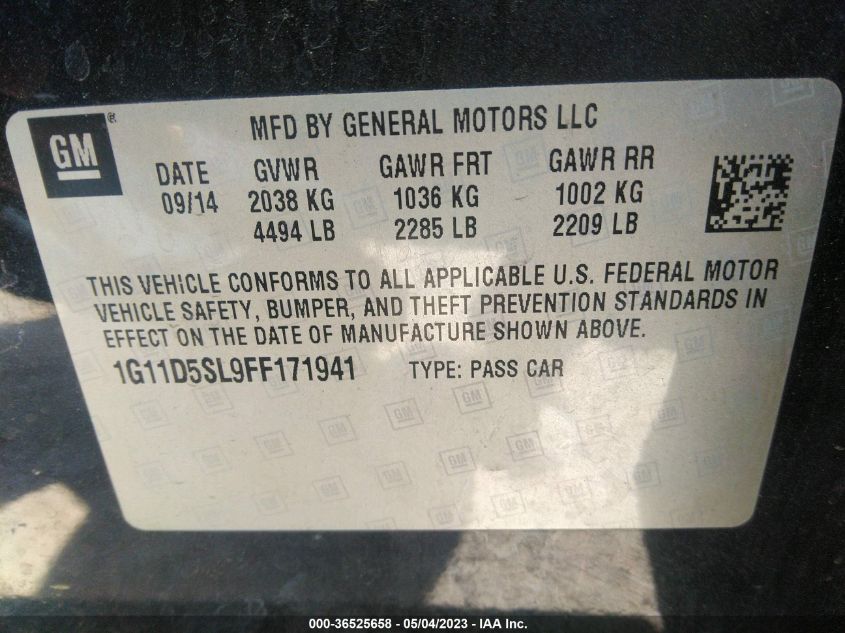 GM®
MFD BY GENERAL MOTORS LLC
DATE GVWR GAWR FRT GAWR RR
09/14 2038 KG 1036 KG 1002 KG
4494 LB 2285 LB 2209 LB
THIS VEHICLE CONFORMS TO ALL APPLICABLE U.S. FEDERAL MOTOR
VEHICLE SAFETY, BUMPER, AND THEFT PREVENTION STANDARDS IN
EFFECT ON THE DATE OF MANUFACTURE SHOWN ABOVE.
1G11D5SL9FF171941 TYPE: PASS CAR
000-36525658 - 05/04/2023 - IAA Inc.